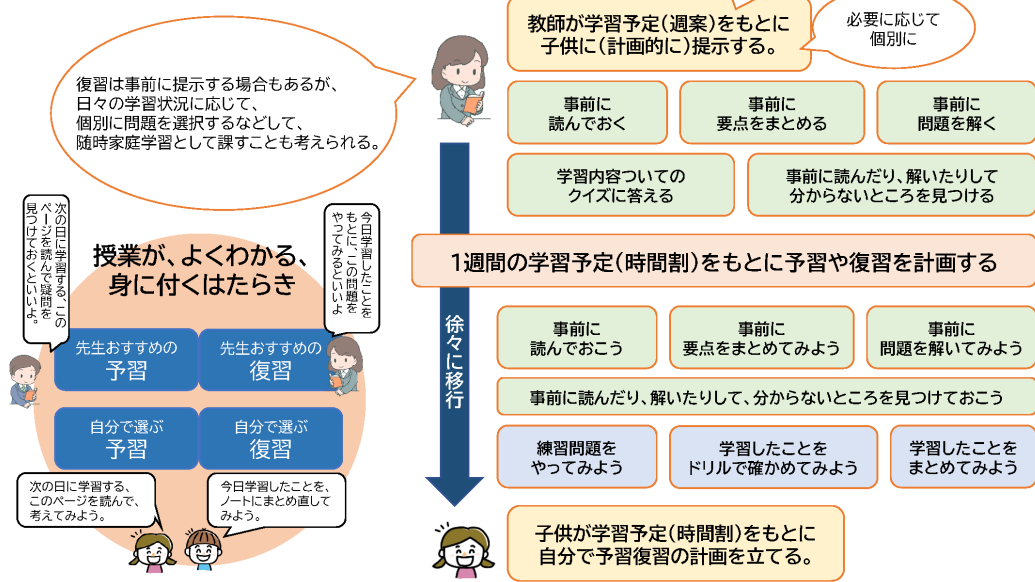 復習は事前に提示する場合もあるが、
日々の学習状況に応じて、
個別に問題を選択するなどして、
随時家庭学習として課すことも考えられる。
次の日に学習する、この
ページを読んで疑問を
見つけておくといいよ。
今日学習したことを
もとに、この問題を
やってみるといいよ
授業が、よくわかる、
身に付くはたらき
先生おすすめの
予習
先生おすすめの
復習
自分で選ぶ
予習
自分で選ぶ
復習
次の日に学習する、
このページを読んで、
考えてみよう。
今日学習したことを、
ノートにまとめ直して
みよう。
教師が学習予定(週案)をもとに
子供に(計画的に)提示する。
必要に応じて
個別に
事前に
読んでおく
事前に
要点をまとめる
事前に
問題を解く
学習内容ついての
クイズに答える
事前に読んだり、解いたりして
分からないところを見つける
1週間の学習予定(時間割)をもとに予習や復習を計画する
徐々に移行
事前に
読んでおこう
事前に
要点をまとめてみよう
事前に
問題を解いてみよう
事前に読んだり、解いたりして、分からないところを見つけておこう
練習問題を
やってみよう
学習したことを
ドリルで確かめてみよう
学習したことを
まとめてみよう
子供が学習予定(時間割)をもとに
自分で予習復習の計画を立てる。